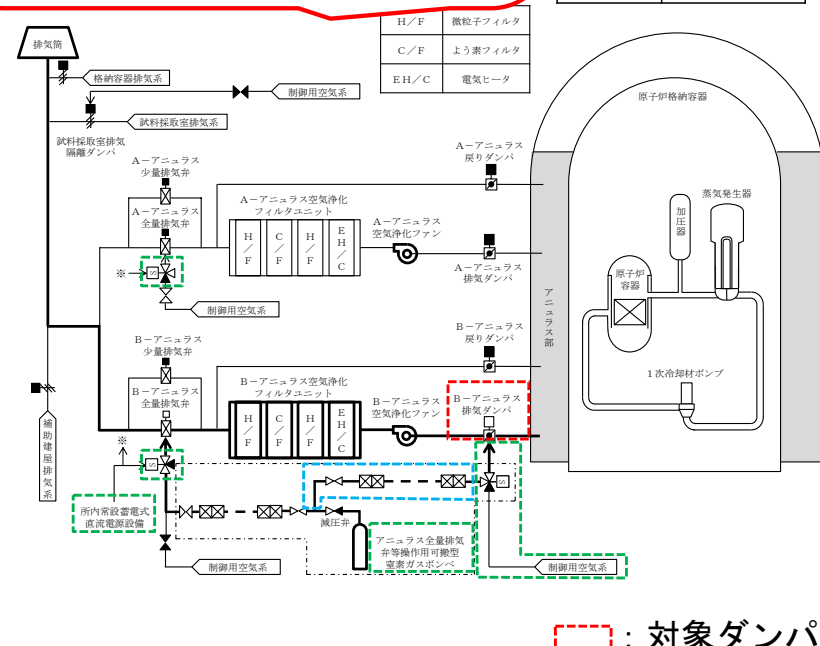 H／F 微粒子フィルタ
C／F よう素フィルタ
EH／C 電気ヒータ
排気筒
格納容器排気系
制御用空気系
試料採取室排気系
試料採取室排気
隔離ダンパ
原子炉格納容器
A－アニュラス
戻りダンパ
A－アニュラス
少量排気弁
A－アニュラス
全量排気弁
A－アニュラス空気浄化
フィルタユニット
H／F
C／F
H／F
EH／C
A－アニュラス
空気浄化ファン
A－アニュラス
排気ダンパ
※
S
制御用空気系
加圧器
蒸気発生器
原子炉
容器
アニュラス部
1次冷却材ポンプ
B－アニュラス
戻りダンパ
B－アニュラス
少量排気弁
B－アニュラス
全量排気弁
B－アニュラス空気浄化
フィルタユニット
H／F
C／F
H／F
EH／C
B－アニュラス
空気浄化ファン
B－アニュラス
排気ダンパ
補助建屋排気系
※
S
S
所内常設蓄電式
直流電源設備
減圧弁
アニュラス全量排気
弁等操作用可搬型
窒素ガスボンベ
制御用空気系
制御用空気系
：対象ダンパ